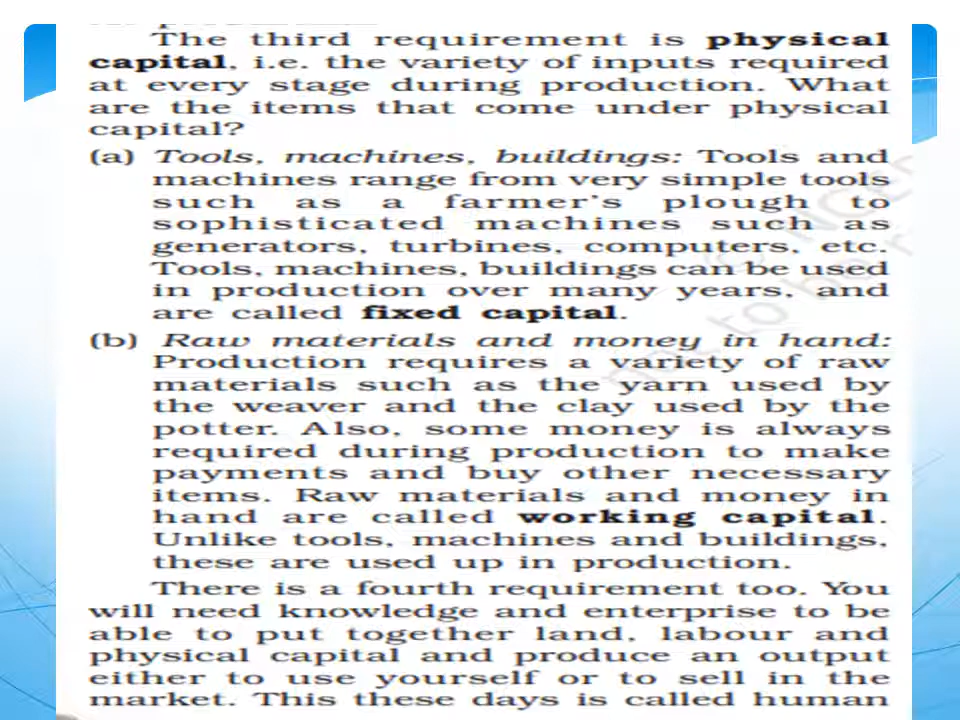 The third requirement is physical
capital, i.e. the variety of inputs required
at every stage during production. What
are the items that come under physical
capital?
(a) Tools, machines, buildings: Tools and
machines range from very simple tools
such as a farmer's plough to
sophisticated machines such as
generators, turbines, computers, etc.
Tools, machines, buildings can be used
in production over many years, and
are called fixed capital.
(b) Raw materials and money in hand:
Production requires a variety of raw
materials such as the yarn used by
the weaver and the clay used by the
potter. Also, some money is always
required during production to make
payments and buy other necessary
items. Raw materials and money in
hand are called working capital.
Unlike tools, machines and buildings,
these are used up in production.
There is a fourth requirement too. You
will need knowledge and enterprise to be
able to put together land, labour and
physical capital and produce an output
either to use yourself or to sell in the
market. This these days is called human
© NCER
not to be r